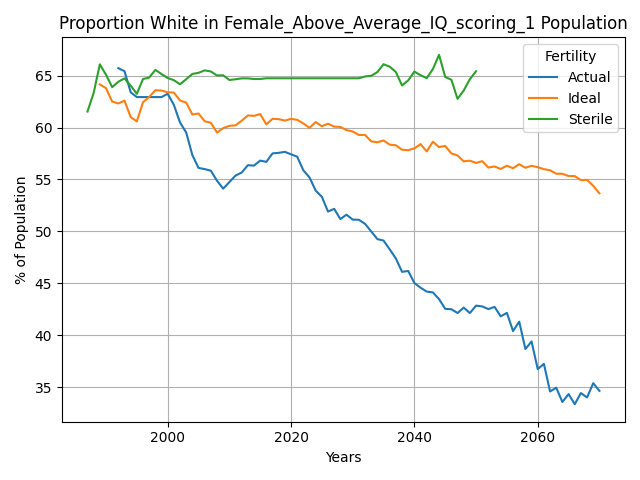 Proportion White in Female_Above_Average_IQ_scoring_1 Population
Fertility
Actual
Ideal
Sterile
% of Population
65
60
55
50
45
40
35
2000
2020
2040
2060
Years